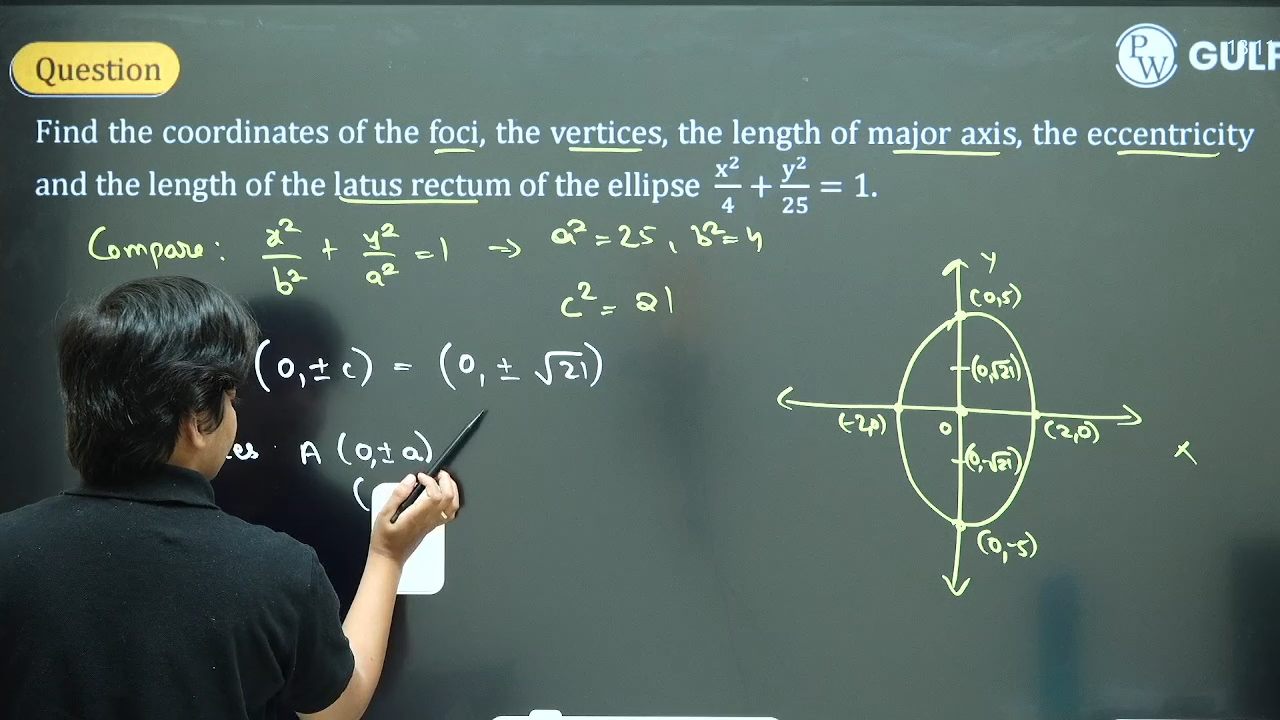 Question
PW GULF
18:11
Find the coordinates of the foci, the vertices, the length of major axis, the eccentricity
and the length of the latus rectum of the ellipse x²/4 + y²/25 = 1.
Compare: x²/b² + y²/a² = 1 → a² = 25, b² = 4
c² = 21
(0, ± c) = (0, ± √21)
es. A (0, ± a)
(
Y
(0,5)
(0,√21)
(-2,0)
0
(2,0)
X
(0,-√21)
(0,-5)